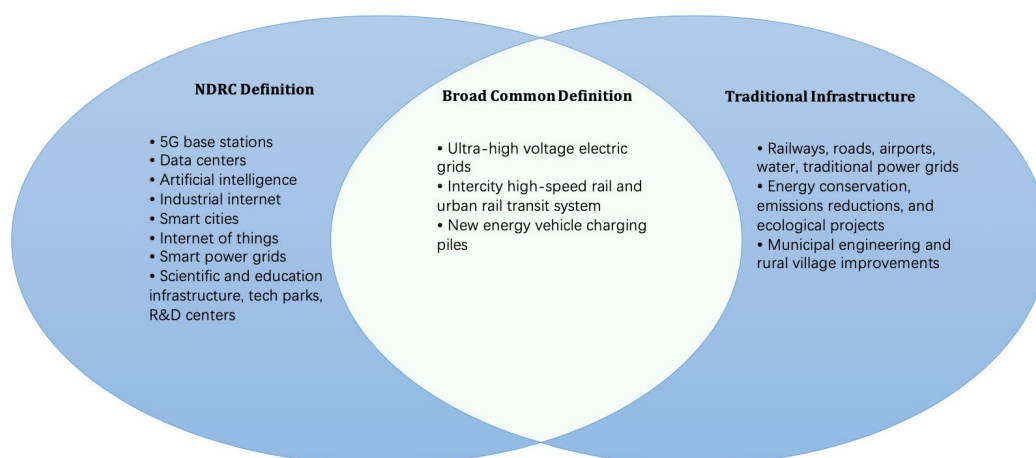 NDRC Definition
• 5G base stations
• Data centers
• Artificial intelligence
• Industrial internet
• Smart cities
• Internet of things
• Smart power grids
• Scientific and education
infrastructure, tech parks,
R&D centers
Broad Common Definition
• Ultra-high voltage electric
grids
• Intercity high-speed rail and
urban rail transit system
• New energy vehicle charging
piles
Traditional Infrastructure
• Railways, roads, airports,
water, traditional power grids
• Energy conservation,
emissions reductions, and
ecological projects
• Municipal engineering and
rural village improvements